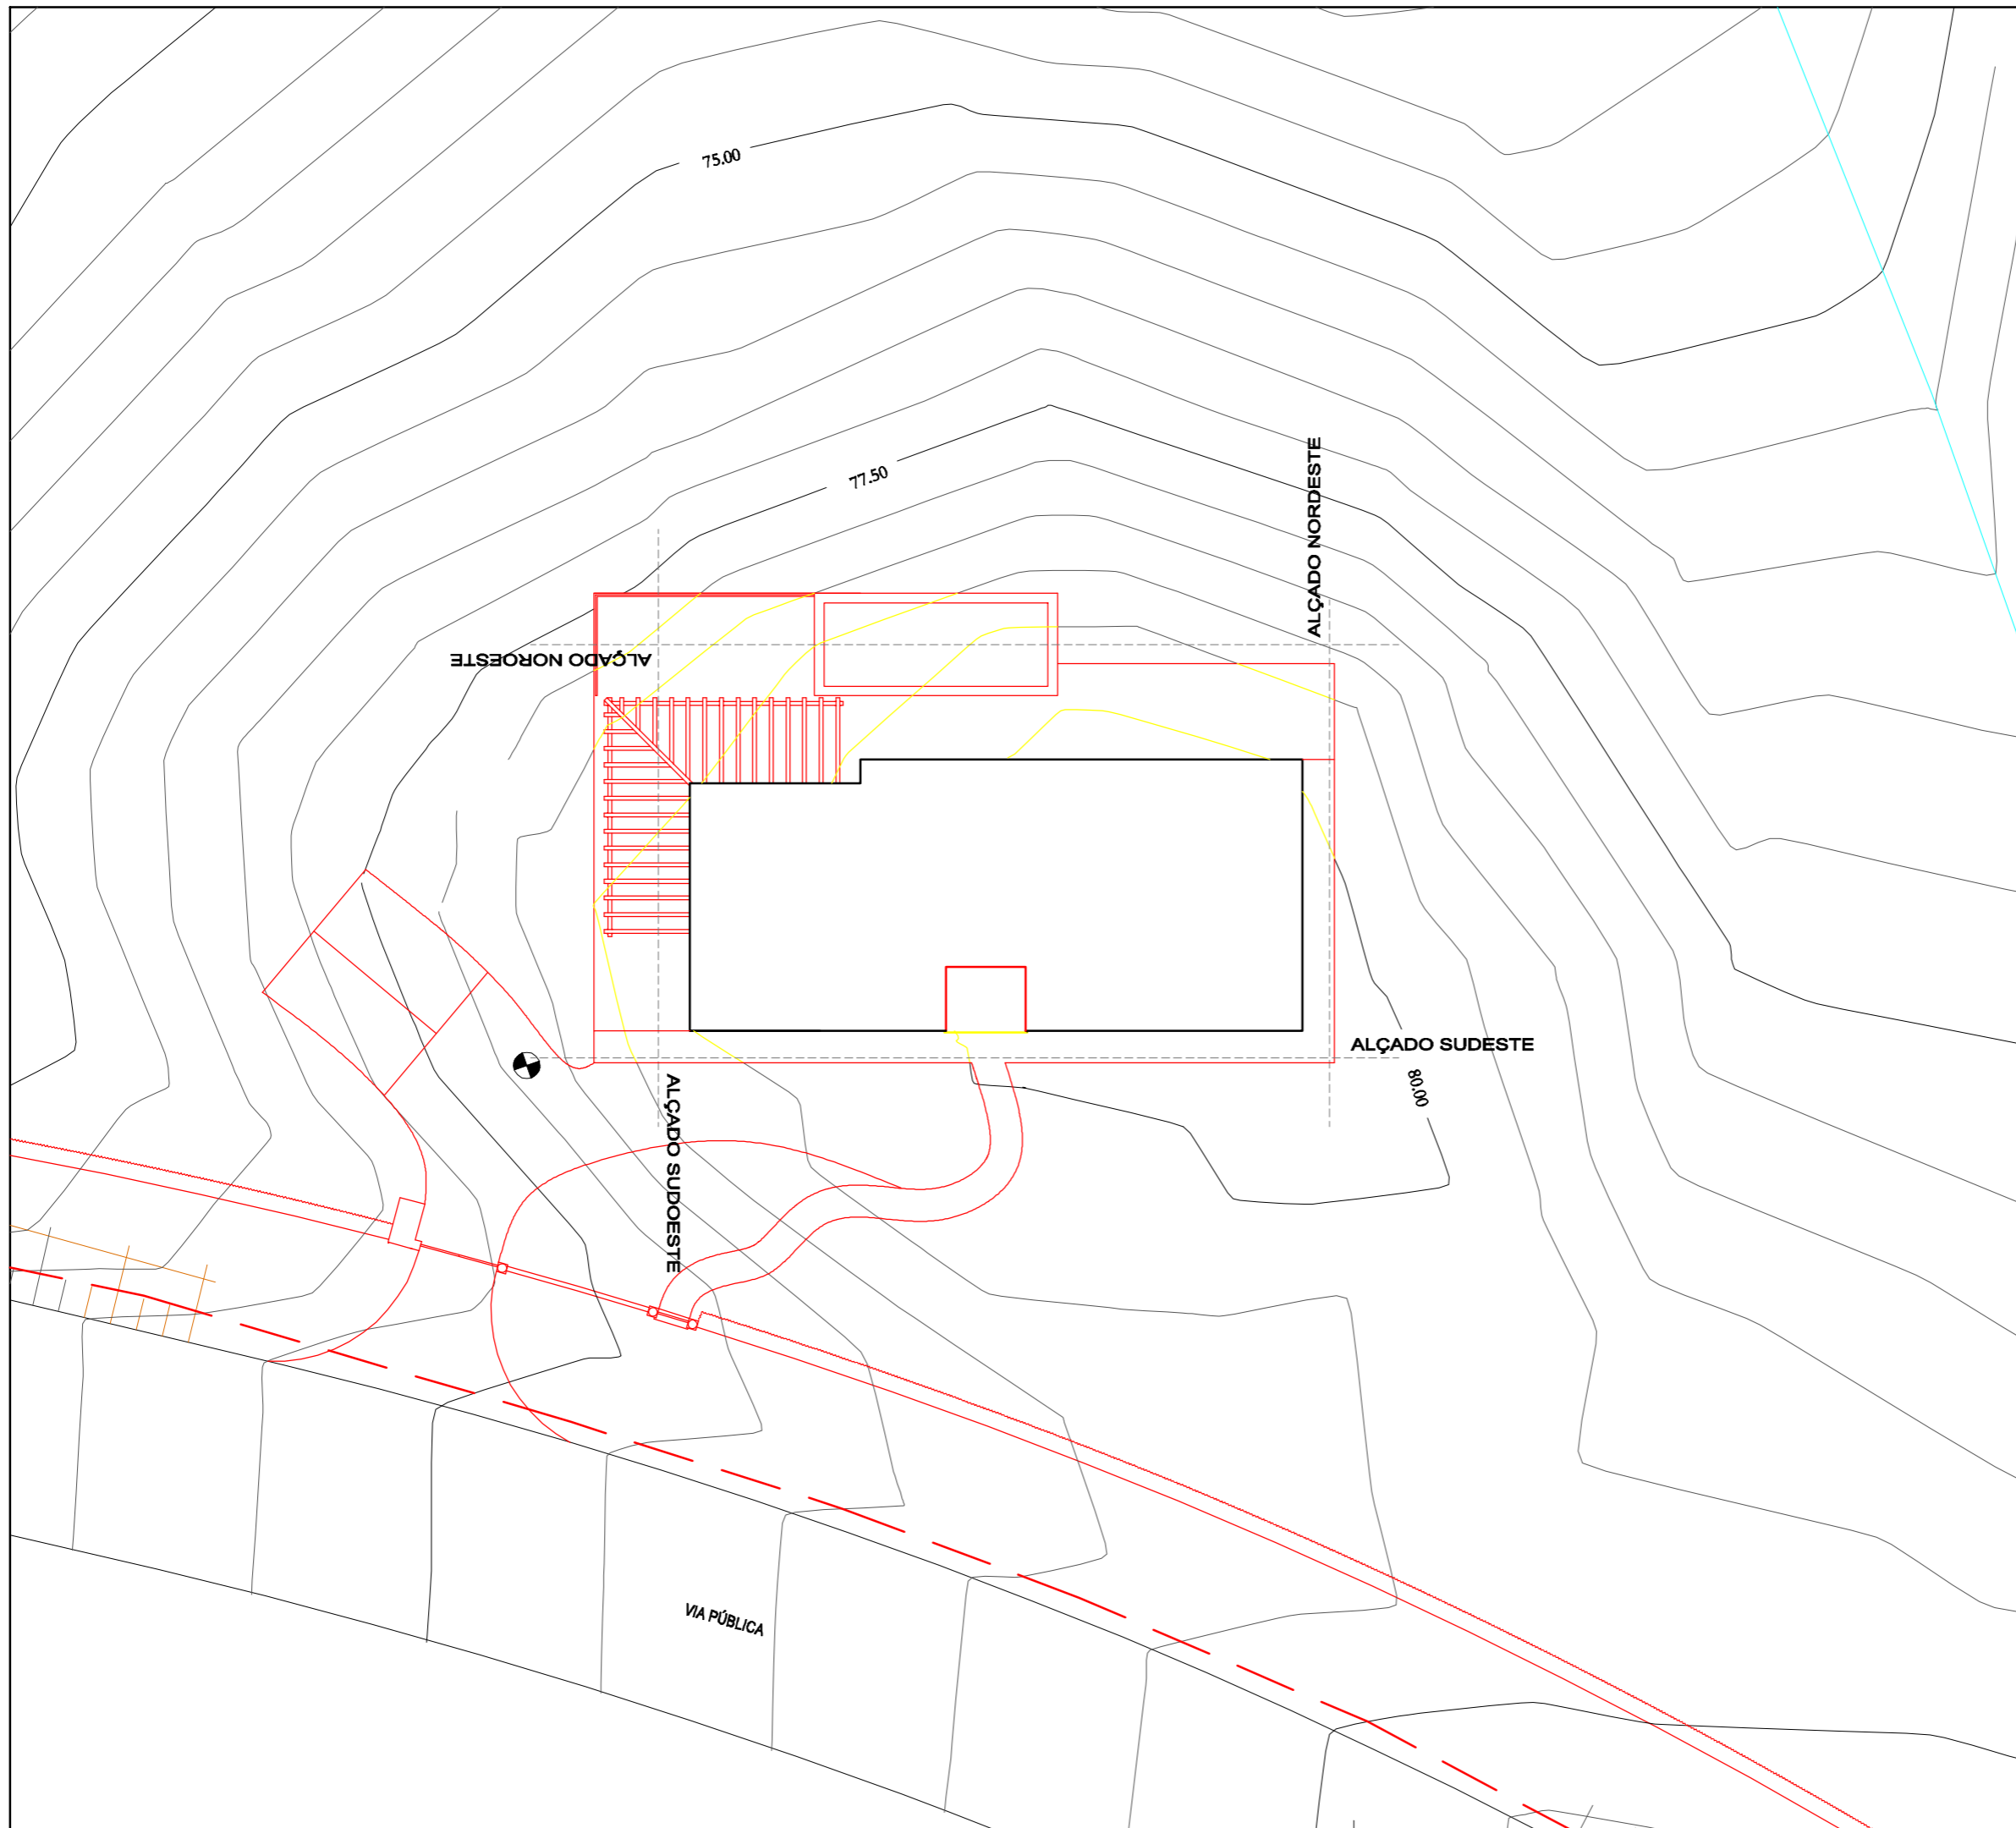 75.00
77.50
ALÇADO NORDESTE
ALÇADO NOROESTE
ALÇADO SUDESTE
80.00
ALÇADO SUDOESTE
VIA PÚBLICA